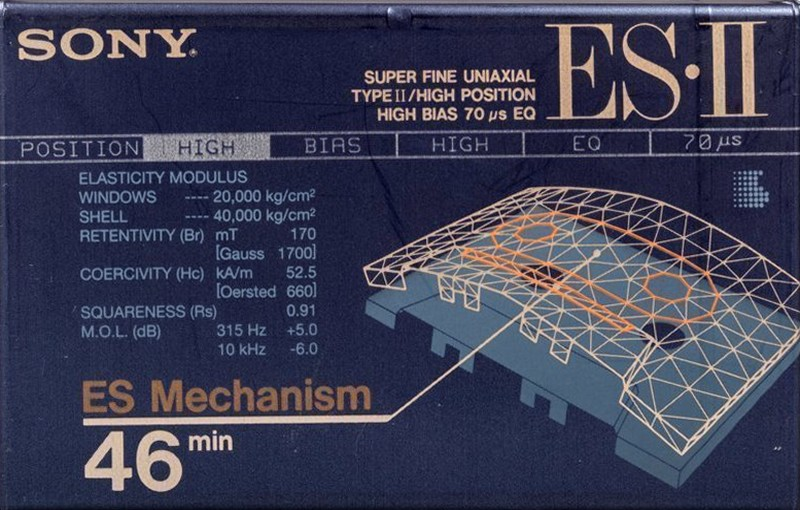 SONY.
SUPER FINE UNIAXIAL
TYPE II/HIGH POSITION
HIGH BIAS 70 µs EQ
ES·II
POSITION HIGH BIAS HIGH EQ 70 µs
ELASTICITY MODULUS
WINDOWS ---- 20,000 kg/cm²
SHELL ---- 40,000 kg/cm²
RETENTIVITY (Br) mT 170
[Gauss 1700]
COERCIVITY (Hc) kA/m 52.5
[Oersted 660]
SQUARENESS (Rs) 0.91
M.O.L. (dB) 315 Hz +5.0
10 kHz -6.0
ES Mechanism
46 min